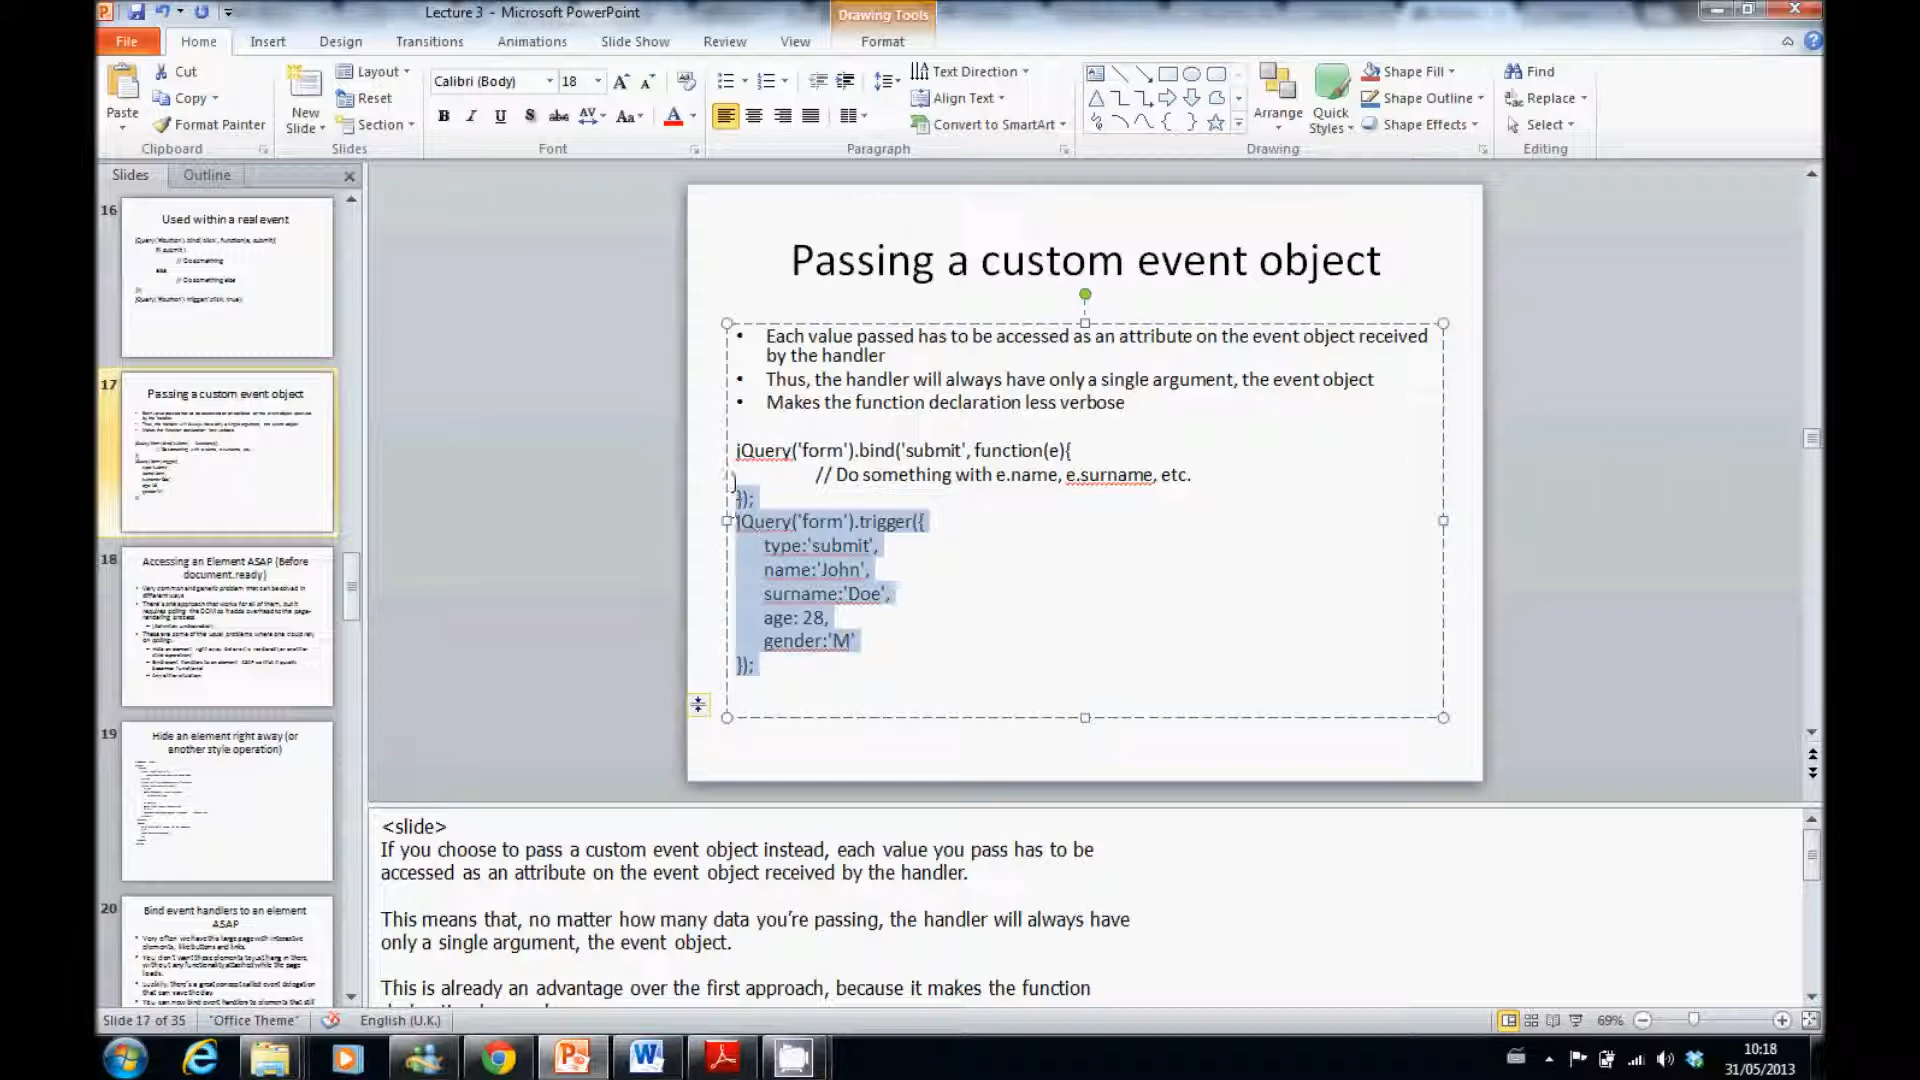 Lecture 3 - Microsoft PowerPoint
Drawing Tools
File Home Insert Design Transitions Animations Slide Show Review View Format
Paste
Cut
Copy
Format Painter
Clipboard
New Slide
Layout
Reset
Section
Slides
Calibri (Body) 18
Font
Text Direction
Align Text
Convert to SmartArt
Paragraph
Arrange
Quick Styles
Shape Fill
Shape Outline
Shape Effects
Drawing
Find
Replace
Select
Editing
Slides Outline
16
Used within a real event
// Do something
// Do something else
17
Passing a custom event object
18
Accessing an Element ASAP (Before
document.ready)
19
Hide an element right away (or
another style operation)
20
Bind event handlers to an element
ASAP
Passing a custom event object
• Each value passed has to be accessed as an attribute on the event object received
by the handler
• Thus, the handler will always have only a single argument, the event object
• Makes the function declaration less verbose
jQuery('form').bind('submit', function(e){
// Do something with e.name, e.surname, etc.
});
jQuery('form').trigger({
type:'submit',
name:'John',
surname:'Doe',
age: 28,
gender:'M'
});
<slide>
If you choose to pass a custom event object instead, each value you pass has to be
accessed as an attribute on the event object received by the handler.
This means that, no matter how many data you’re passing, the handler will always have
only a single argument, the event object.
This is already an advantage over the first approach, because it makes the function
Slide 17 of 35 "Office Theme" English (U.K.) 69%
10:18
31/05/2013